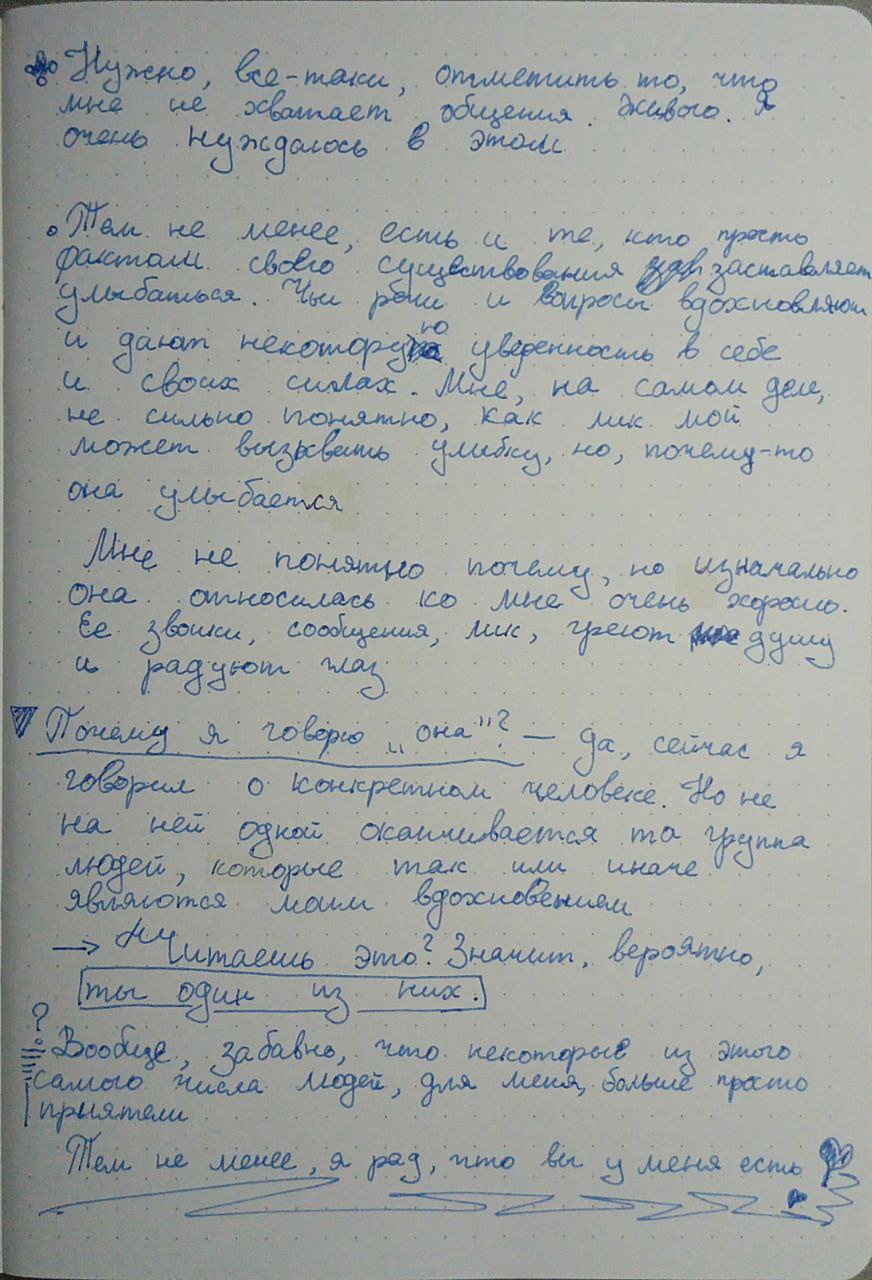 Нужно, все-таки, отметить то, что
мне не хватает общения. Живого. Я
очень нуждаюсь в этом
Тем не менее, есть и те, кто просто
фактом своего существования заставляет
улыбаться. Чьи речи и вопросы вдохновляют
и дают некоторую уверенность в себе
и своих силах. Мне, на самом деле,
не сильно понятно, как лик мой
может вызывать улыбку, но, почему-то
она улыбается
Мне не понятно почему, но изначально
она относилась ко мне очень хорошо.
Ее звонки, сообщения, лик, греют душу
и радуют глаз
Почему я говорю „она“? — Да, сейчас я
говорил о конкретном человеке. Но не
на ней одной оканчивается та группа
людей, которые так или иначе
являются моим вдохновением
→ Читаешь это? Значит, вероятно,
ты один из них.
?
Вообще, забавно, что некоторые из этого
самого числа людей, для меня, больше просто
приятели
Тем не менее, я рад, что вы у меня есть